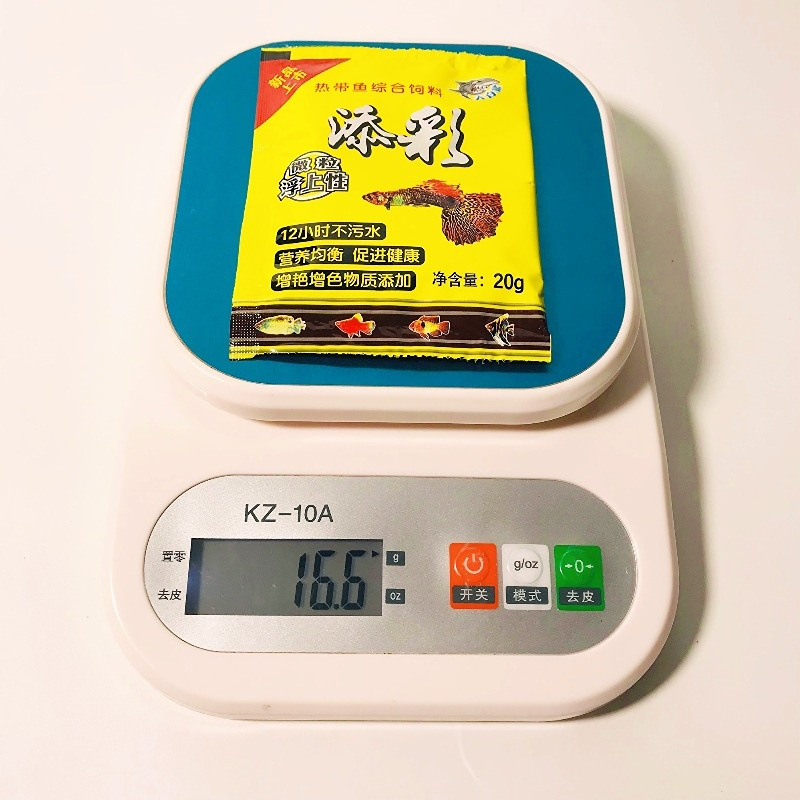 新品
上市
热带鱼综合饲料
添彩
微粒
浮上性
12小时不污水
营养均衡 促进健康
增艳增色物质添加
净含量：20g
KZ-10A
置零
去皮
16.6
g
oz
g/oz
→0←
开关
模式
去皮